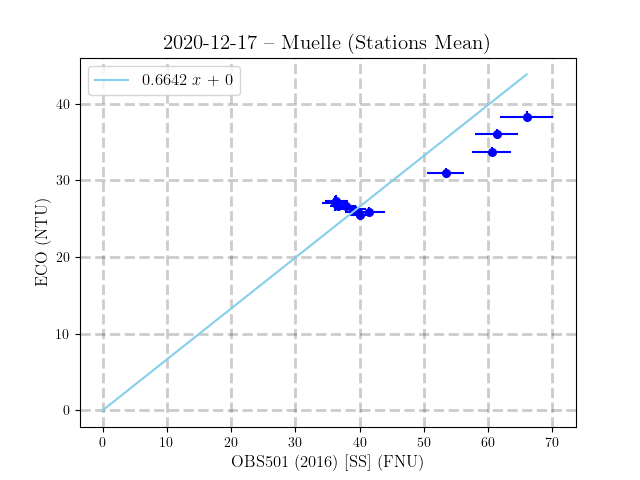 2020-12-17 – Muelle (Stations Mean)
0.6642 x + 0
ECO (NTU)
40
30
20
10
0
0 10 20 30 40 50 60 70
OBS501 (2016) [SS] (FNU)